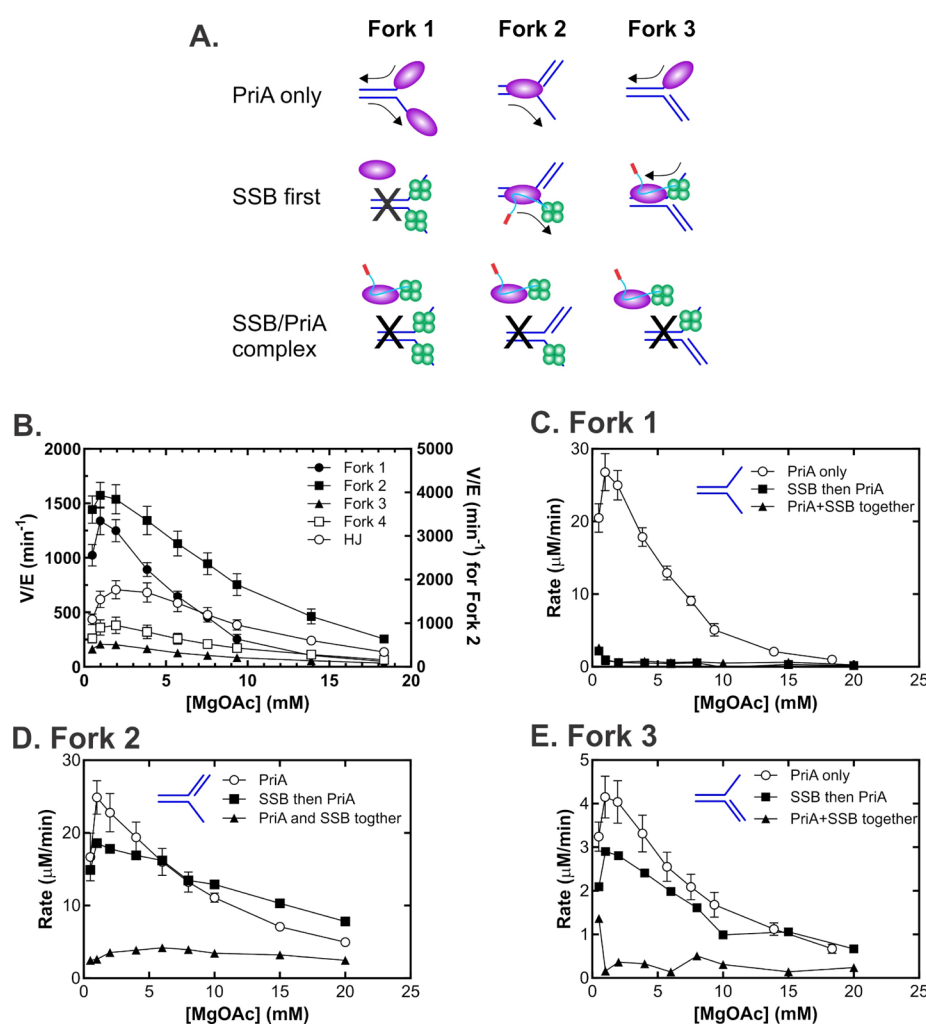 A.
Fork 1 Fork 2 Fork 3
PriA only
SSB first
SSB/PriA
complex
B.
2000
1500
1000
500
0
V/E (min-1)
5000
4000
3000
2000
1000
0
V/E (min-1) for Fork 2
Fork 1
Fork 2
Fork 3
Fork 4
HJ
0 5 10 15 20
[MgOAc] (mM)
C. Fork 1
30
20
10
0
Rate (μM/min)
PriA only
SSB then PriA
PriA+SSB together
0 5 10 15 20 25
[MgOAc] (mM)
D. Fork 2
30
20
10
0
Rate (μM/min)
PriA
SSB then PriA
PriA and SSB togther
0 5 10 15 20 25
[MgOAc] (mM)
E. Fork 3
5
4
3
2
1
0
Rate (μM/min)
PriA only
SSB then PriA
PriA+SSB together
0 5 10 15 20 25
[MgOAc] (mM)